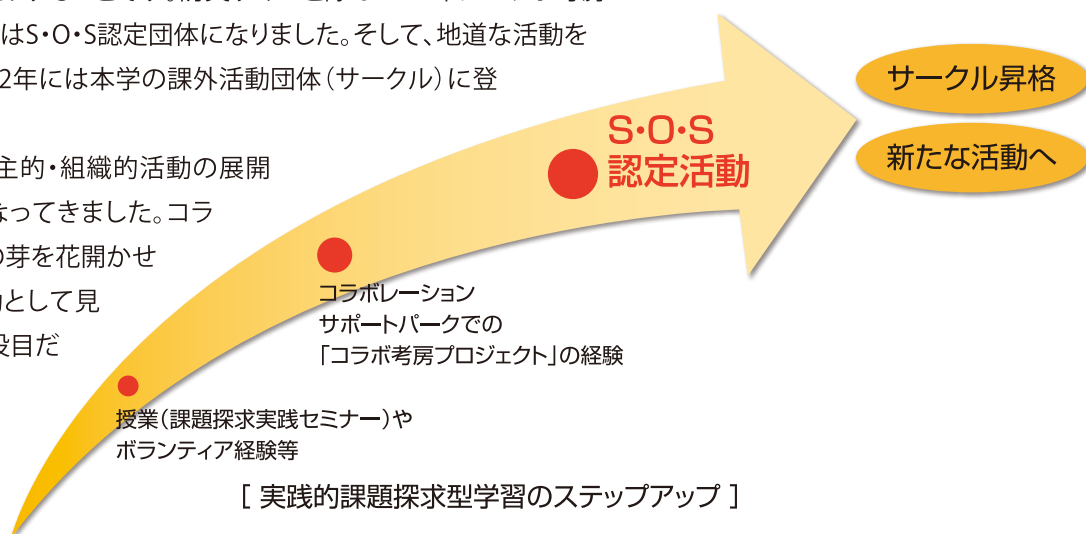 はS・O・S認定団体になりました。そして、地道な活動を
2年には本学の課外活動団体（サークル）に登
主的・組織的活動の展開
なってきました。コラ
の芽を花開かせ
として見
役目だ
S・O・S
認定活動
サークル昇格
新たな活動へ
コラボレーション
サポートパークでの
「コラボ考房プロジェクト」の経験
授業（課題探求実践セミナー）や
ボランティア経験等
［ 実践的課題探求型学習のステップアップ ］